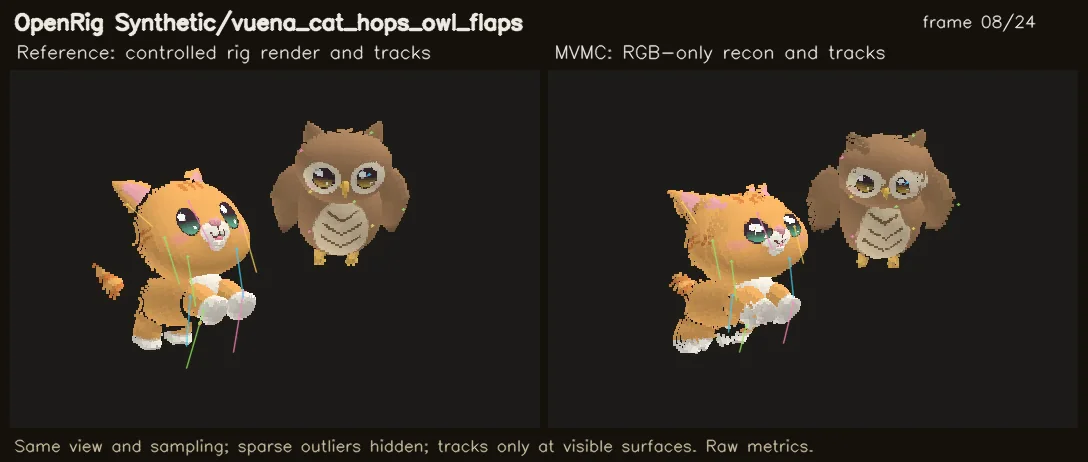 OpenRig Synthetic/vuena_cat_hops_owl_flaps
frame 08/24
Reference: controlled rig render and tracks
MVMC: RGB-only recon and tracks
Same view and sampling; sparse outliers hidden; tracks only at visible surfaces. Raw metrics.